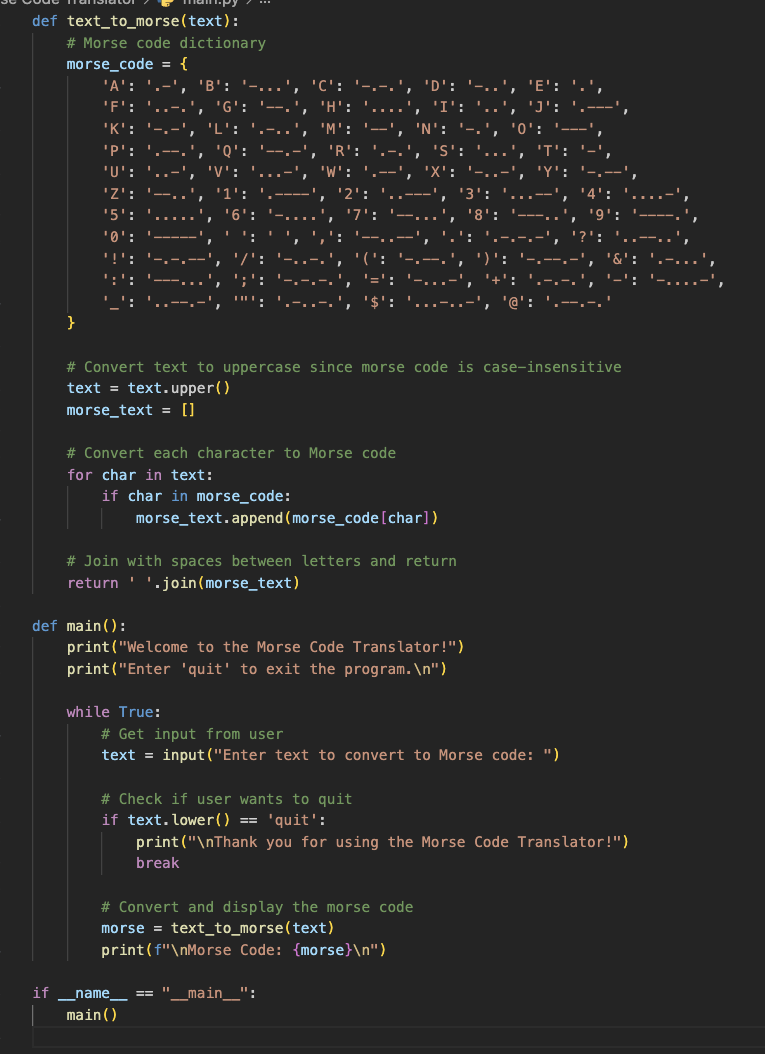 se Code Translator > main.py > ...
def text_to_morse(text):
    # Morse code dictionary
    morse_code = {
        'A': '.-', 'B': '-...', 'C': '-.-.', 'D': '-..', 'E': '.',
        'F': '..-.', 'G': '--.', 'H': '....', 'I': '..', 'J': '.---',
        'K': '-.-', 'L': '.-..', 'M': '--', 'N': '-.', 'O': '---',
        'P': '.--.', 'Q': '--.-', 'R': '.-.', 'S': '...', 'T': '-',
        'U': '..-', 'V': '...-', 'W': '.--', 'X': '-..-', 'Y': '-.--',
        'Z': '--..', '1': '.----', '2': '..---', '3': '...--', '4': '....-',
        '5': '.....', '6': '-....', '7': '--...', '8': '---..', '9': '----.',
        '0': '-----', ' ': ' ', ',': '--..--', '.': '.-.-.-', '?': '..--..',
        '!': '-.-.--', '/': '-..-.', '(': '-.--.', ')': '-.--.-', '&': '.-...',
        ':': '---...', ';': '-.-.-.', '=': '-...-', '+': '.-.-.', '-': '-....-',
        '_': '..--.-', '"': '.-..-.', '$': '...-..-', '@': '.--.-.'
    }
    # Convert text to uppercase since morse code is case-insensitive
    text = text.upper()
    morse_text = []
    # Convert each character to Morse code
    for char in text:
        if char in morse_code:
            morse_text.append(morse_code[char])
    # Join with spaces between letters and return
    return ' '.join(morse_text)
def main():
    print("Welcome to the Morse Code Translator!")
    print("Enter 'quit' to exit the program.\n")
    while True:
        # Get input from user
        text = input("Enter text to convert to Morse code: ")
        # Check if user wants to quit
        if text.lower() == 'quit':
            print("\nThank you for using the Morse Code Translator!")
            break
        # Convert and display the morse code
        morse = text_to_morse(text)
        print(f"\nMorse Code: {morse}\n")
if __name__ == "__main__":
    main()